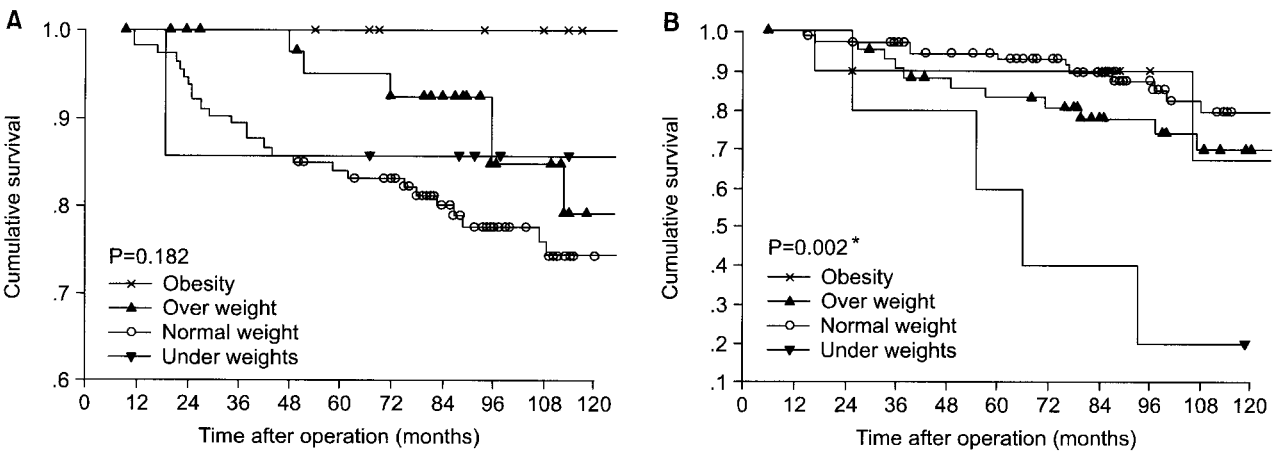 A
Cumulative survival
1.0
.9
.8
.7
.6
P=0.182
Obesity
Over weight
Normal weight
Under weights
0 12 24 36 48 60 72 84 96 108 120
Time after operation (months)
B
Cumulative survival
1.0
.9
.8
.7
.6
.5
.4
.3
.2
.1
P=0.002 *
Obesity
Over weight
Normal weight
Under weights
0 12 24 36 48 60 72 84 96 108 120
Time after operation (months)